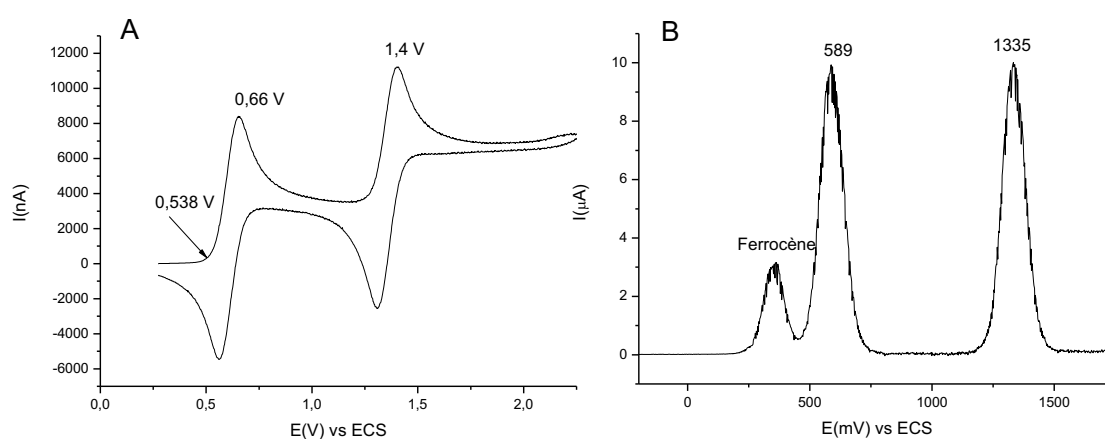 A
1,4 V
0,66 V
0,538 V
12000
10000
8000
6000
4000
2000
0
-2000
-4000
-6000
I(nA)
0,0
0,5
1,0
1,5
2,0
E(V) vs ECS
B
589
1335
Ferrocène
10
8
6
4
2
0
I(µA)
0
500
1000
1500
E(mV) vs ECS